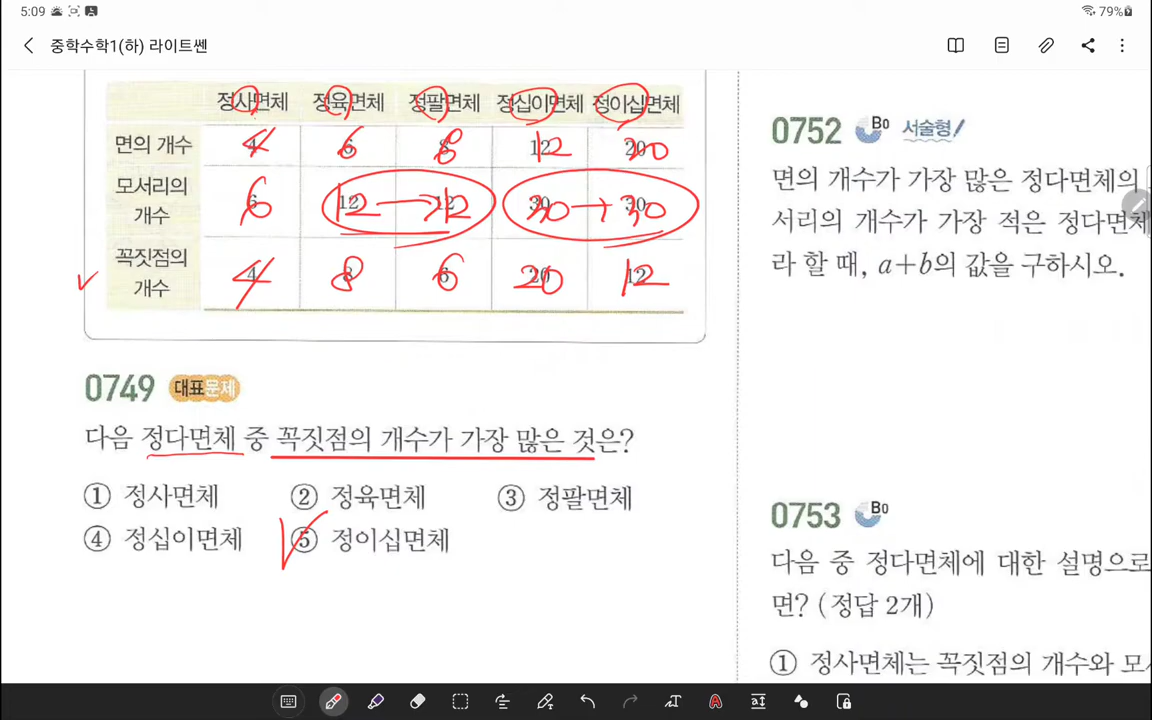 5:09 79%
중학수학1(하) 라이트쎈
정사면체 정육면체 정팔면체 정십이면체 정이십면체
면의 개수 4 6 8 12 20
모서리의 개수 6 12 → 12 30 → 30
꼭짓점의 개수 4 8 6 20 12
0749 대표문제
다음 정다면체 중 꼭짓점의 개수가 가장 많은 것은?
① 정사면체 ② 정육면체 ③ 정팔면체
④ 정십이면체 ⑤ 정이십면체
0752 B0 서술형
면의 개수가 가장 많은 정다면체의
서리의 개수가 가장 적은 정다면체
라 할 때, a+b의 값을 구하시오.
0753 B0
다음 중 정다면체에 대한 설명으로
면? (정답 2개)
① 정사면체는 꼭짓점의 개수와 모